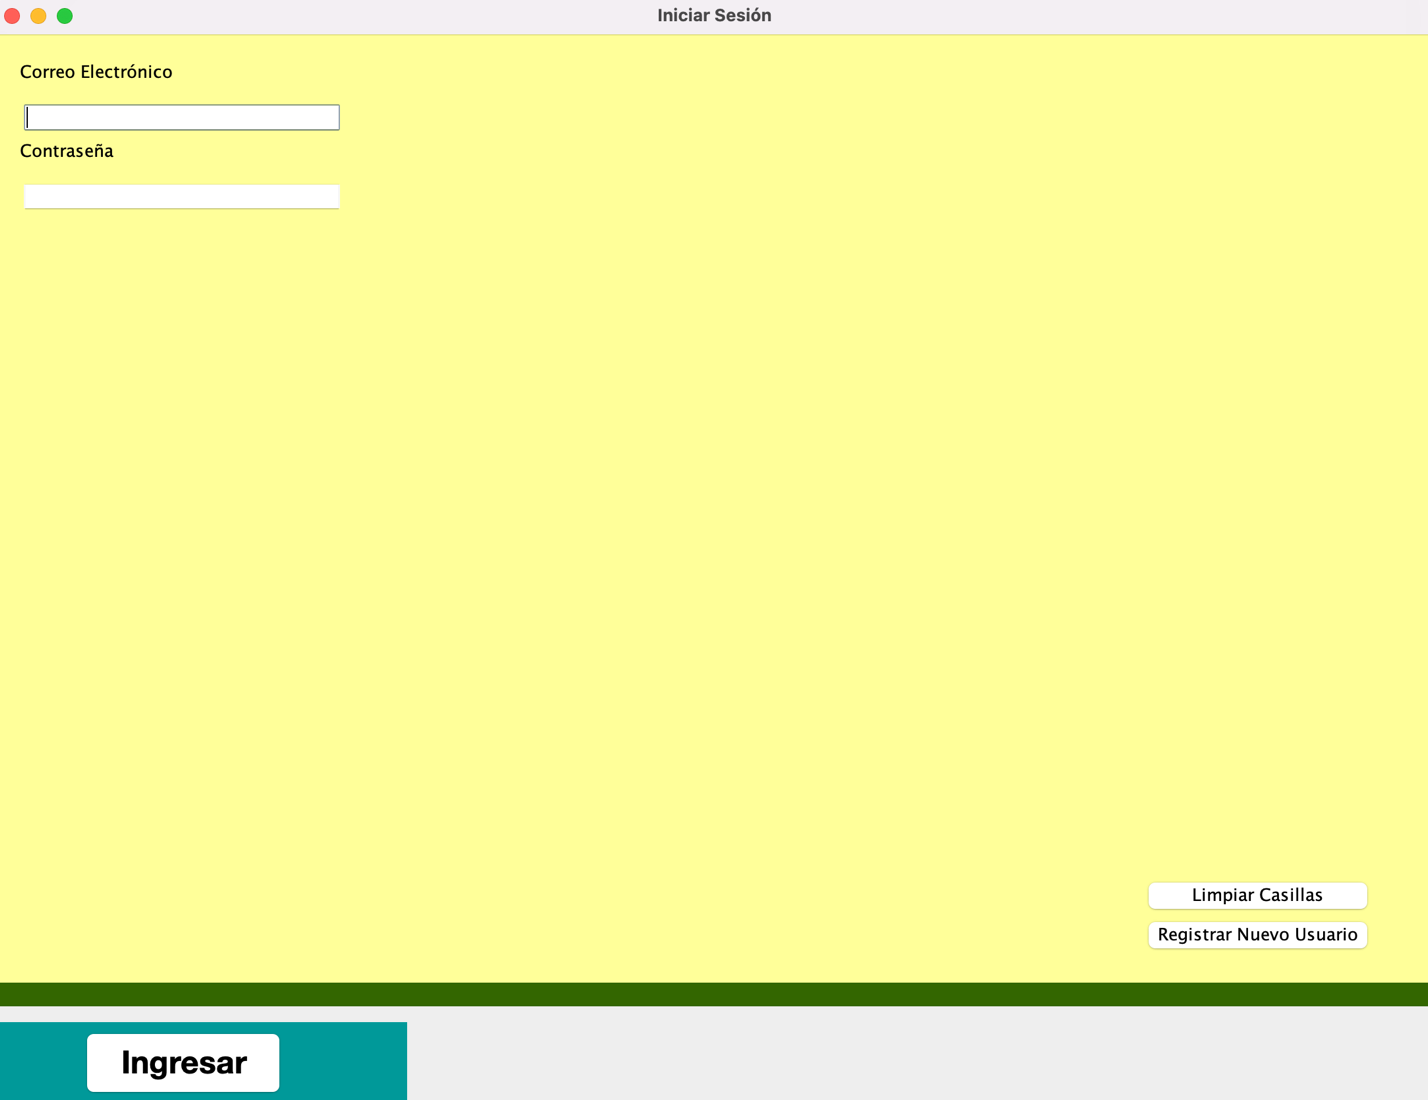 Iniciar Sesión
Correo Electrónico
Contraseña
Limpiar Casillas
Registrar Nuevo Usuario
Ingresar